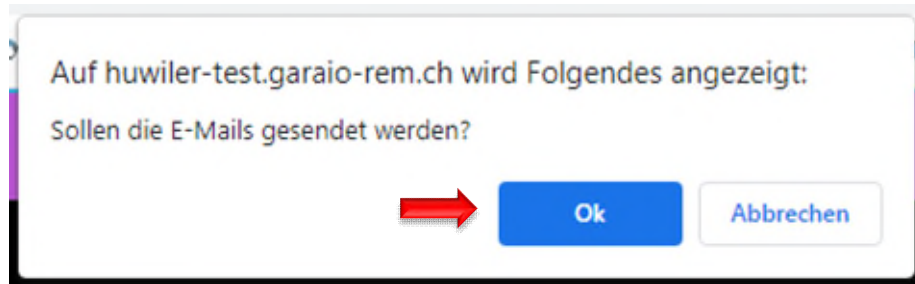 Auf huwiler-test.garaio-rem.ch wird Folgendes angezeigt:
Sollen die E-Mails gesendet werden?
Ok
Abbrechen